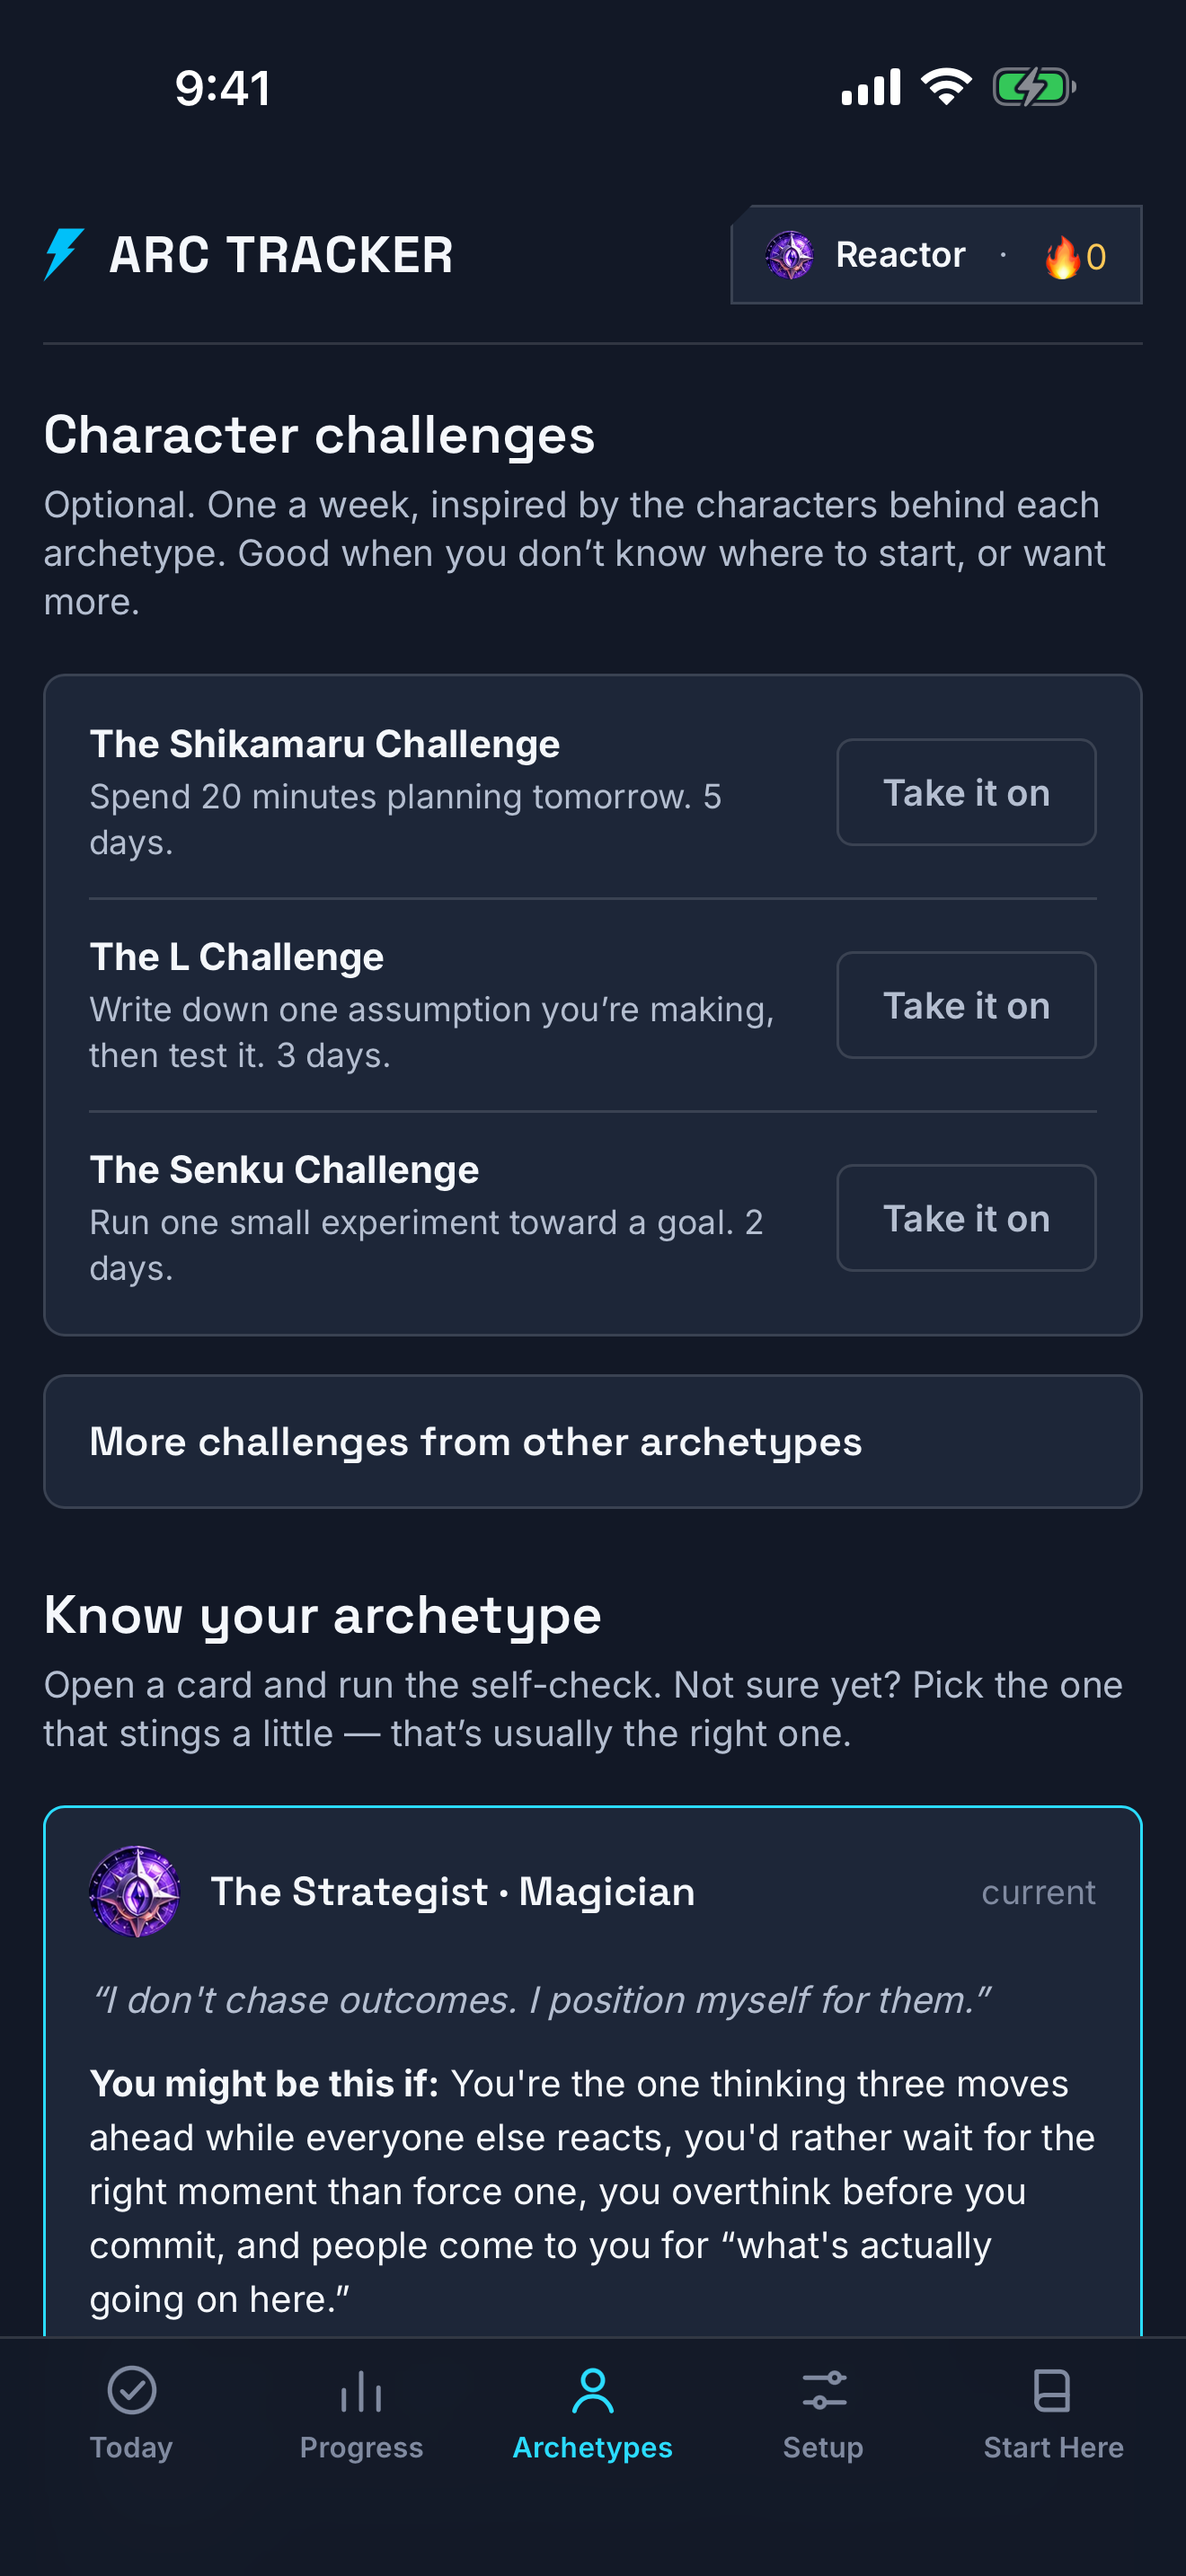 9:41
ARC TRACKER
Reactor · 🔥0
Character challenges
Optional. One a week, inspired by the characters behind each
archetype. Good when you don’t know where to start, or want
more.
The Shikamaru Challenge
Spend 20 minutes planning tomorrow. 5
days.
Take it on
The L Challenge
Write down one assumption you’re making,
then test it. 3 days.
Take it on
The Senku Challenge
Run one small experiment toward a goal. 2
days.
Take it on
More challenges from other archetypes
Know your archetype
Open a card and run the self-check. Not sure yet? Pick the one
that stings a little — that’s usually the right one.
The Strategist · Magician
current
“I don't chase outcomes. I position myself for them.”
You might be this if: You're the one thinking three moves
ahead while everyone else reacts, you'd rather wait for the
right moment than force one, you overthink before you
commit, and people come to you for “what's actually
going on here.”
Today
Progress
Archetypes
Setup
Start Here